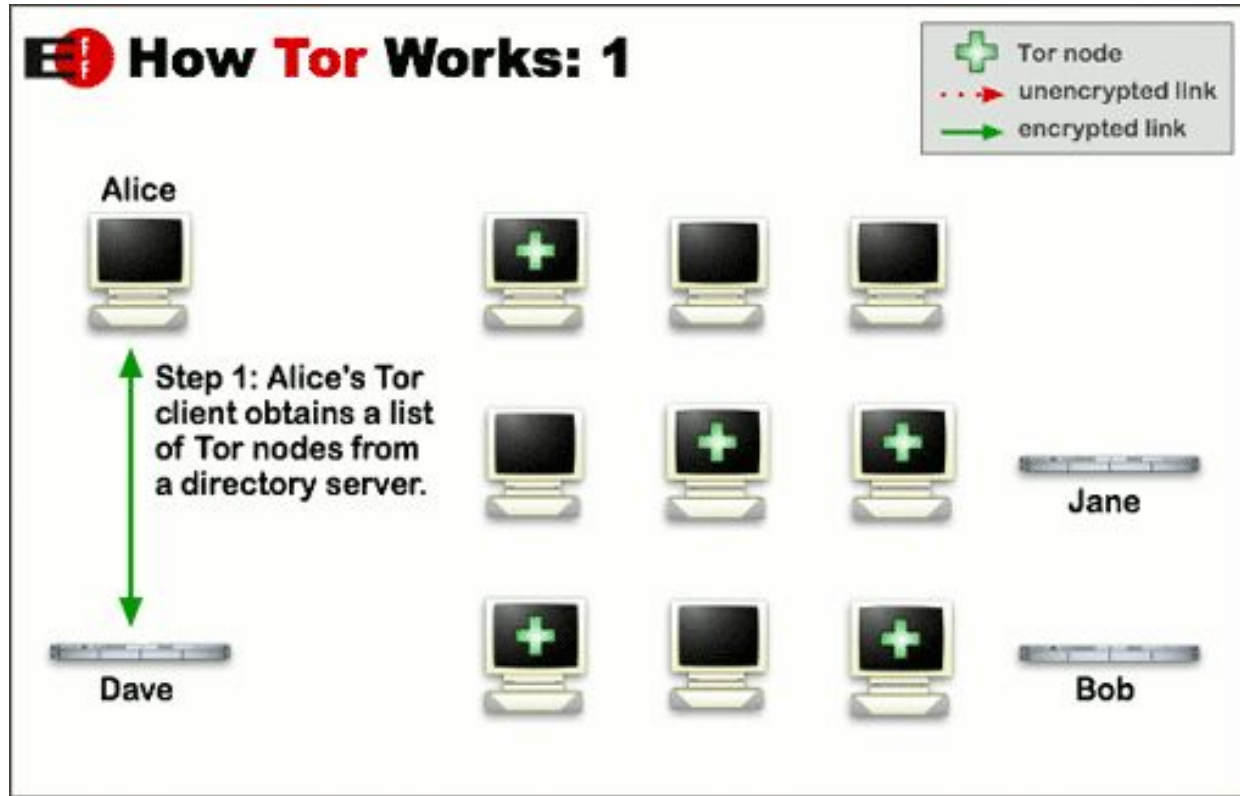 EFF How Tor Works: 1
Tor node
unencrypted link
encrypted link
Alice
Step 1: Alice's Tor
client obtains a list
of Tor nodes from
a directory server.
Jane
Dave
Bob